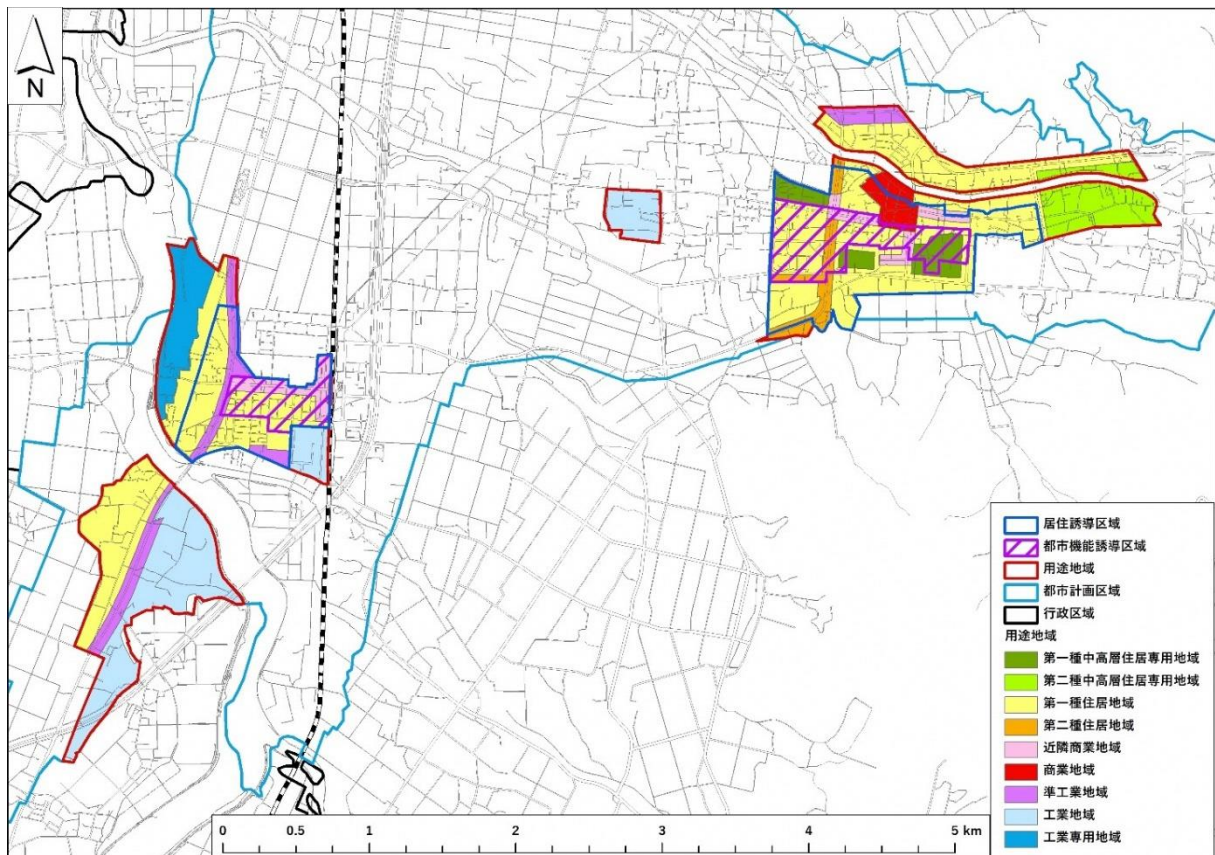 N
居住誘導区域
都市機能誘導区域
用途地域
都市計画区域
行政区域
用途地域
第一種中高層住居専用地域
第二種中高層住居専用地域
第一種住居地域
第二種住居地域
近隣商業地域
商業地域
準工業地域
工業地域
工業専用地域
0 0.5 1 2 3 4 5 km